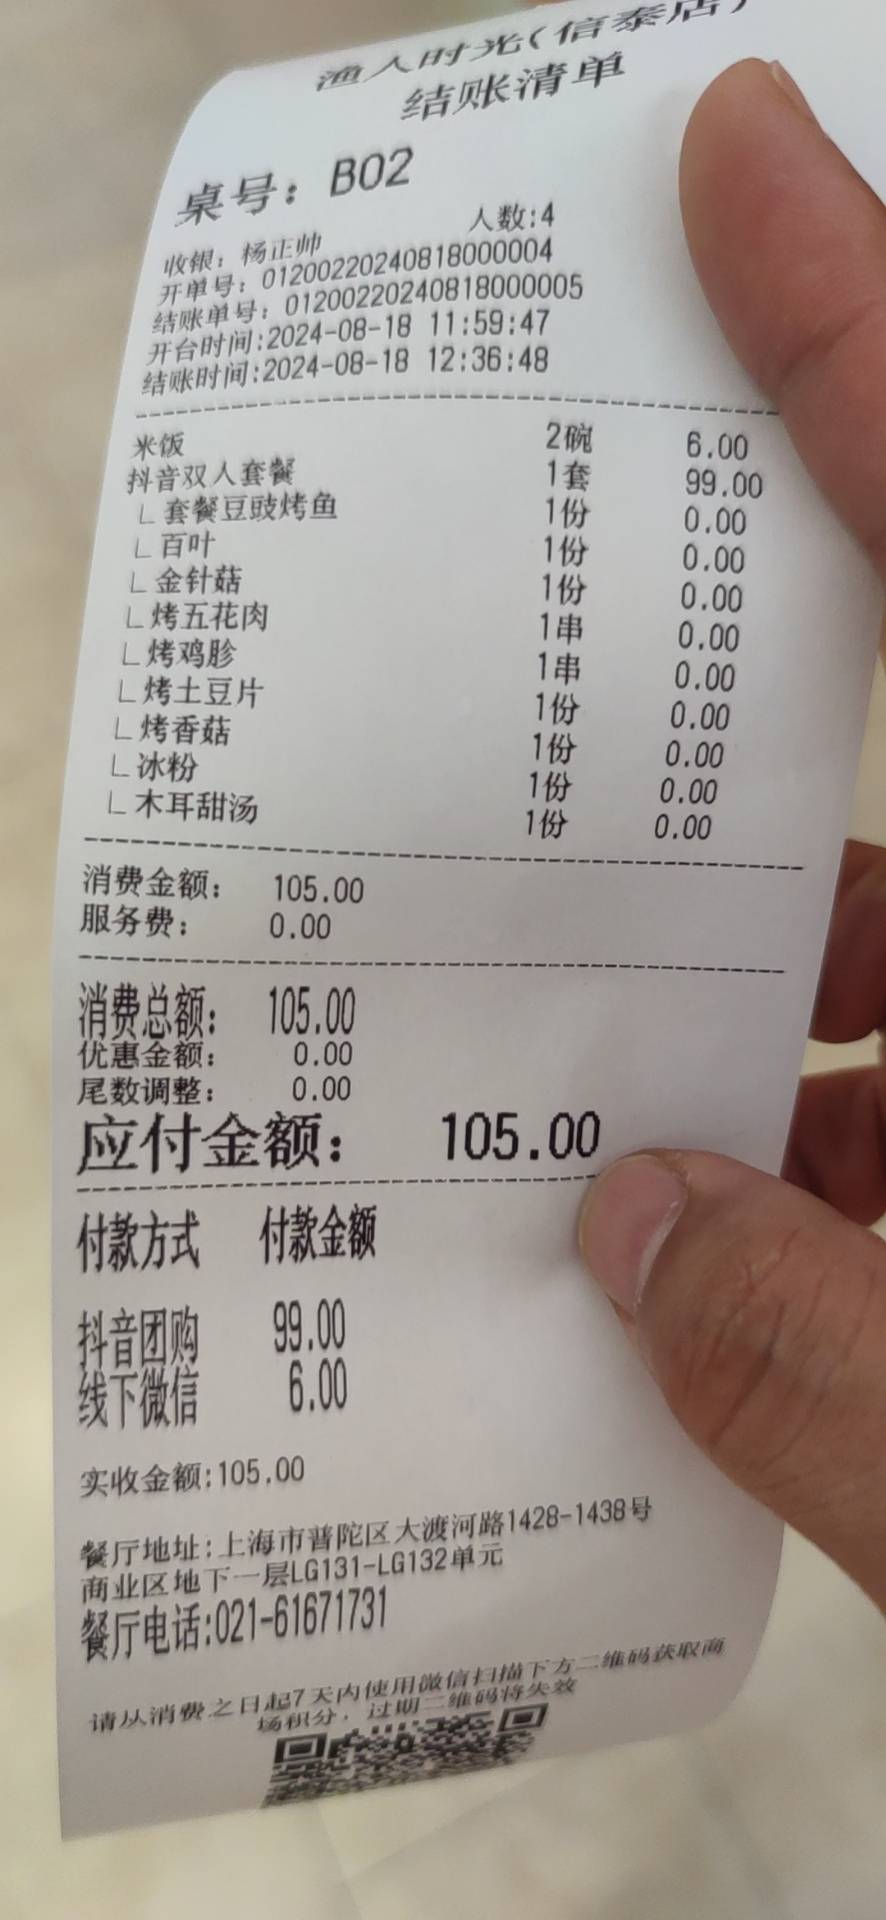 渔人时光(信泰店)
结账清单
桌号: B02
人数:4
收银: 杨正帅
开单号: 01200220240818000004
结账单号: 01200220240818000005
开台时间:2024-08-18 11:59:47
结账时间:2024-08-18 12:36:48
米饭 2碗 6.00
抖音双人套餐 1套 99.00
└ 套餐豆豉烤鱼 1份 0.00
└ 百叶 1份 0.00
└ 金针菇 1份 0.00
└ 烤五花肉 1串 0.00
└ 烤鸡胗 1串 0.00
└ 烤土豆片 1份 0.00
└ 烤香菇 1份 0.00
└ 冰粉 1份 0.00
└ 木耳甜汤 1份 0.00
消费金额: 105.00
服务费: 0.00
消费总额: 105.00
优惠金额: 0.00
尾数调整: 0.00
应付金额: 105.00
付款方式 付款金额
抖音团购 99.00
线下微信 6.00
实收金额:105.00
餐厅地址:上海市普陀区大渡河路1428-1438号
商业区地下一层LG131-LG132单元
餐厅电话:021-61671731
请从消费之日起7天内使用微信扫描下方二维码获取商
场积分，过期二维码将失效